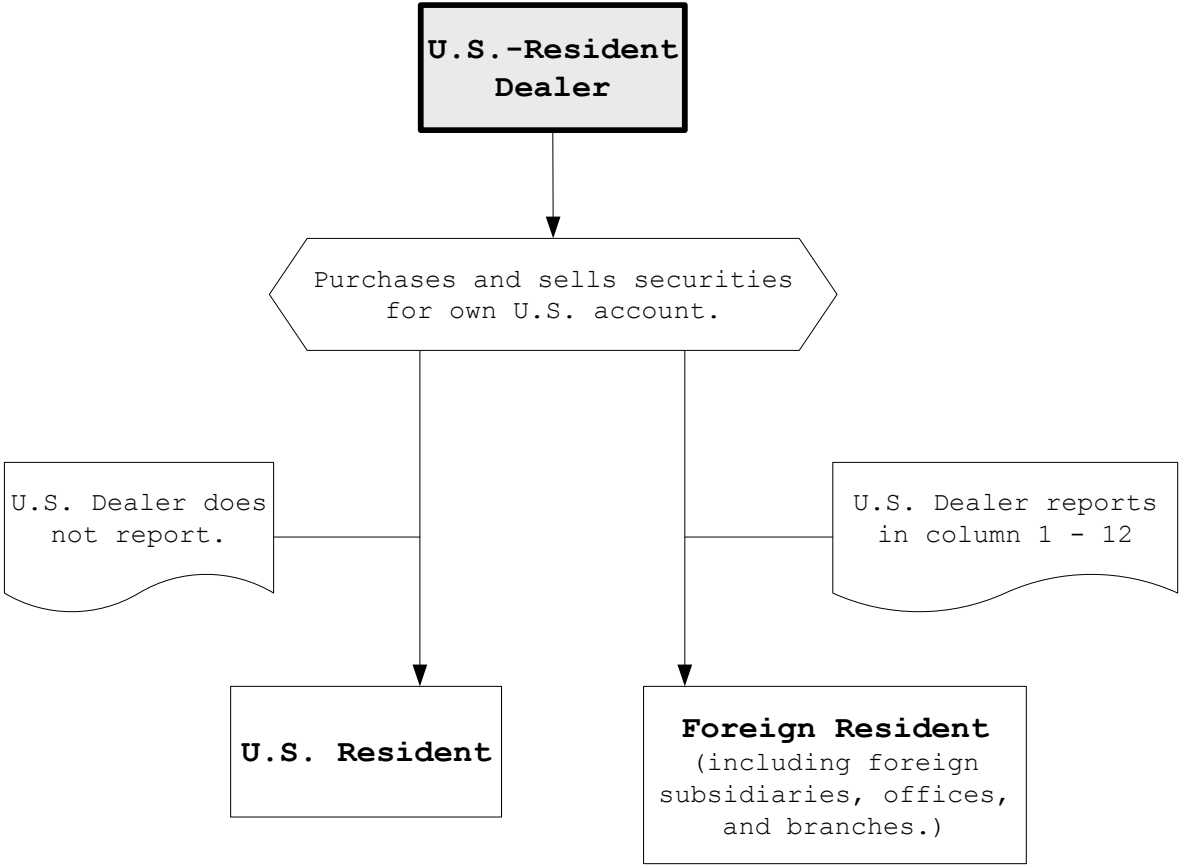 U.S.-Resident
Dealer
Purchases and sells securities
for own U.S. account.
U.S. Dealer does
not report.
U.S. Dealer reports
in column 1 - 12
U.S. Resident
Foreign Resident
(including foreign
subsidiaries, offices,
and branches.)